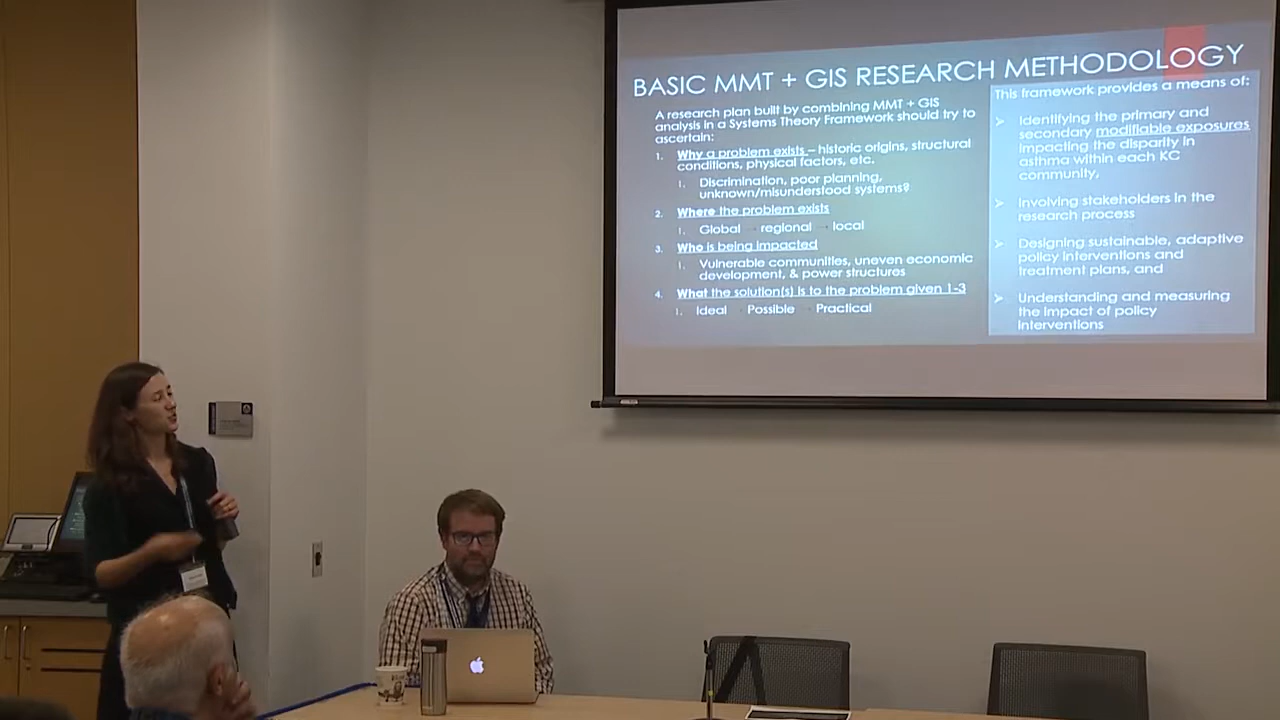 BASIC MMT + GIS RESEARCH METHODOLOGY
A research plan built by combining MMT + GIS
analysis in a Systems Theory Framework should try to
ascertain:
1. Why a problem exists – historic origins, structural
conditions, physical factors, etc.
1. Discrimination, poor planning,
unknown/misunderstood systems?
2. Where the problem exists
1. Global regional local
3. Who is being impacted
1. Vulnerable communities, uneven economic
development, & power structures
4. What the solution(s) is to the problem given 1-3
1. Ideal Possible Practical
This framework provides a means of:
Identifying the primary and
secondary modifiable exposures
impacting the disparity in
asthma within each KC
community,
Involving stakeholders in the
research process
Designing sustainable, adaptive
policy interventions and
treatment plans, and
Understanding and measuring
the impact of policy
interventions